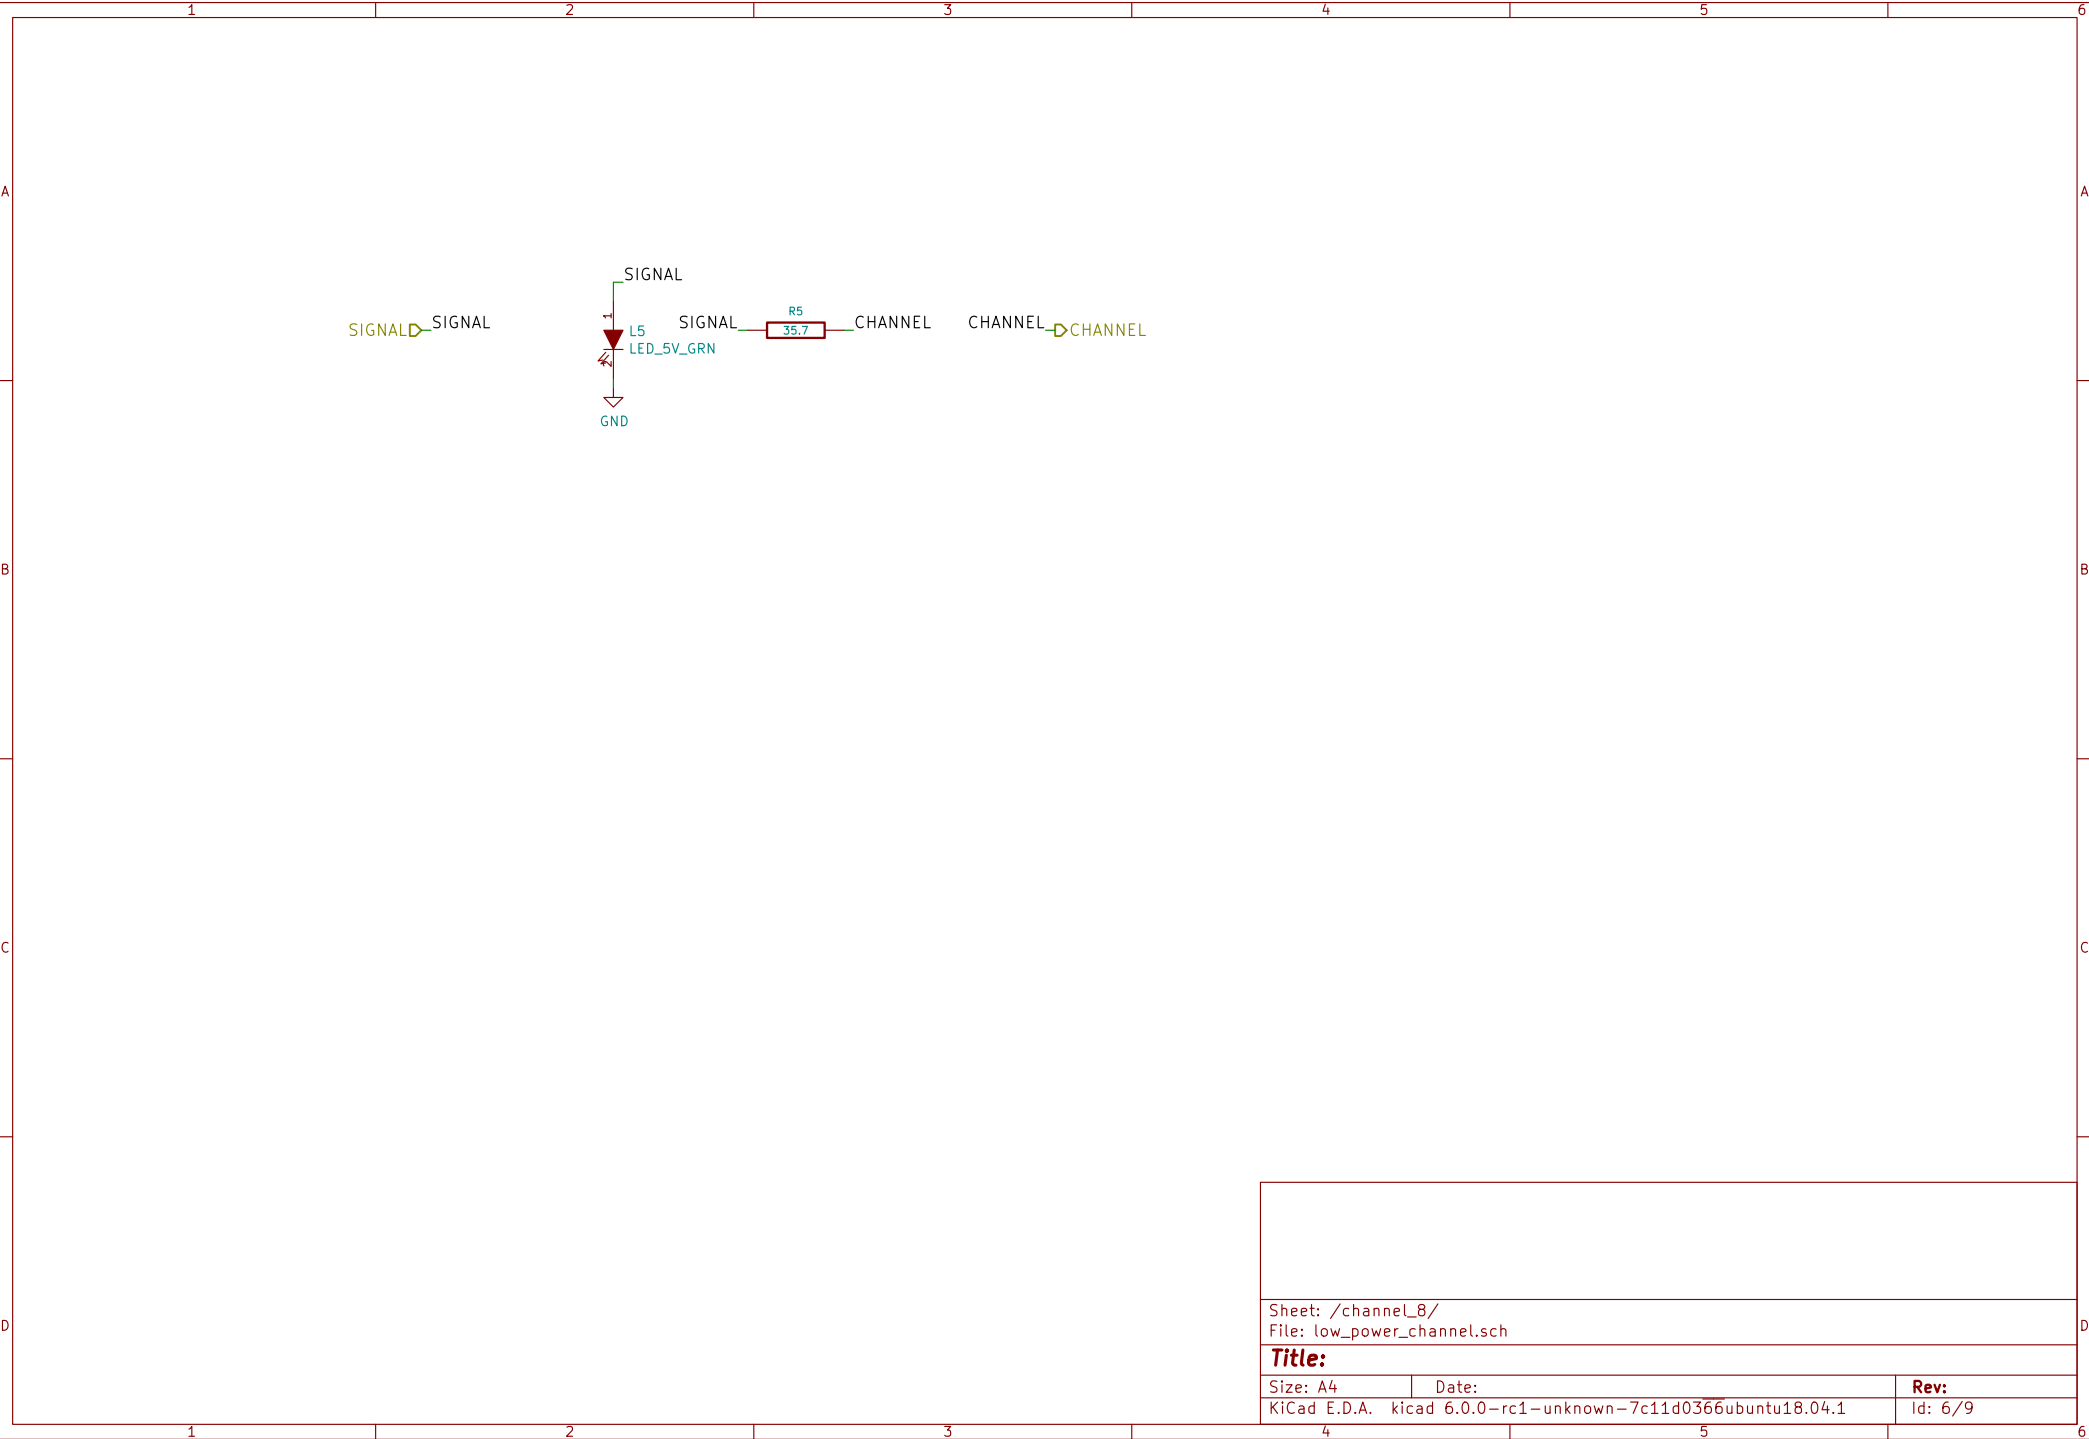 1 2 3 4 5 6
A A
SIGNAL
SIGNAL SIGNAL
1
L5
LED_5V_GRN
2
GND
SIGNAL R5 CHANNEL
35.7
CHANNEL CHANNEL
B B
C C
D D
Sheet: /channel_8/
File: low_power_channel.sch
Title:
Size: A4 Date: Rev:
KiCad E.D.A. kicad 6.0.0-rc1-unknown-7c11d0366ubuntu18.04.1 Id: 6/9
1 2 3 4 5 6